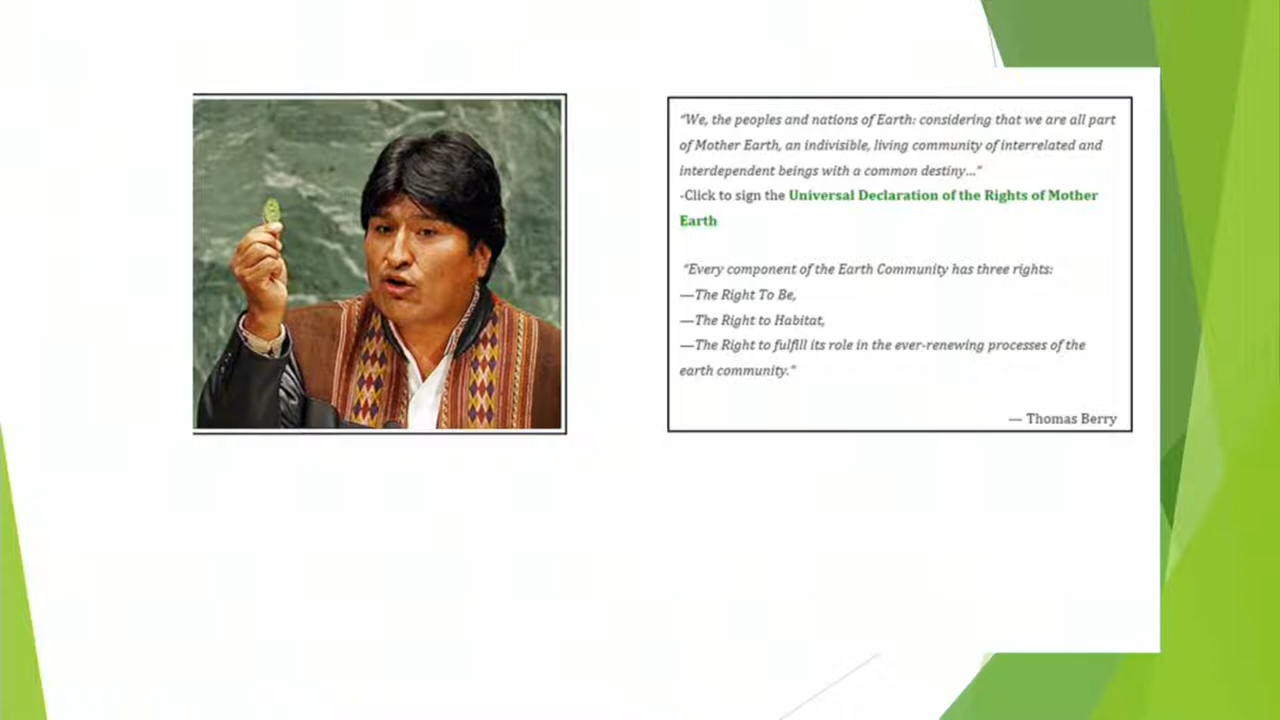 “We, the peoples and nations of Earth: considering that we are all part
of Mother Earth, an indivisible, living community of interrelated and
interdependent beings with a common destiny…”
-Click to sign the Universal Declaration of the Rights of Mother
Earth
“Every component of the Earth Community has three rights:
—The Right To Be,
—The Right to Habitat,
—The Right to fulfill its role in the ever-renewing processes of the
earth community.”
— Thomas Berry